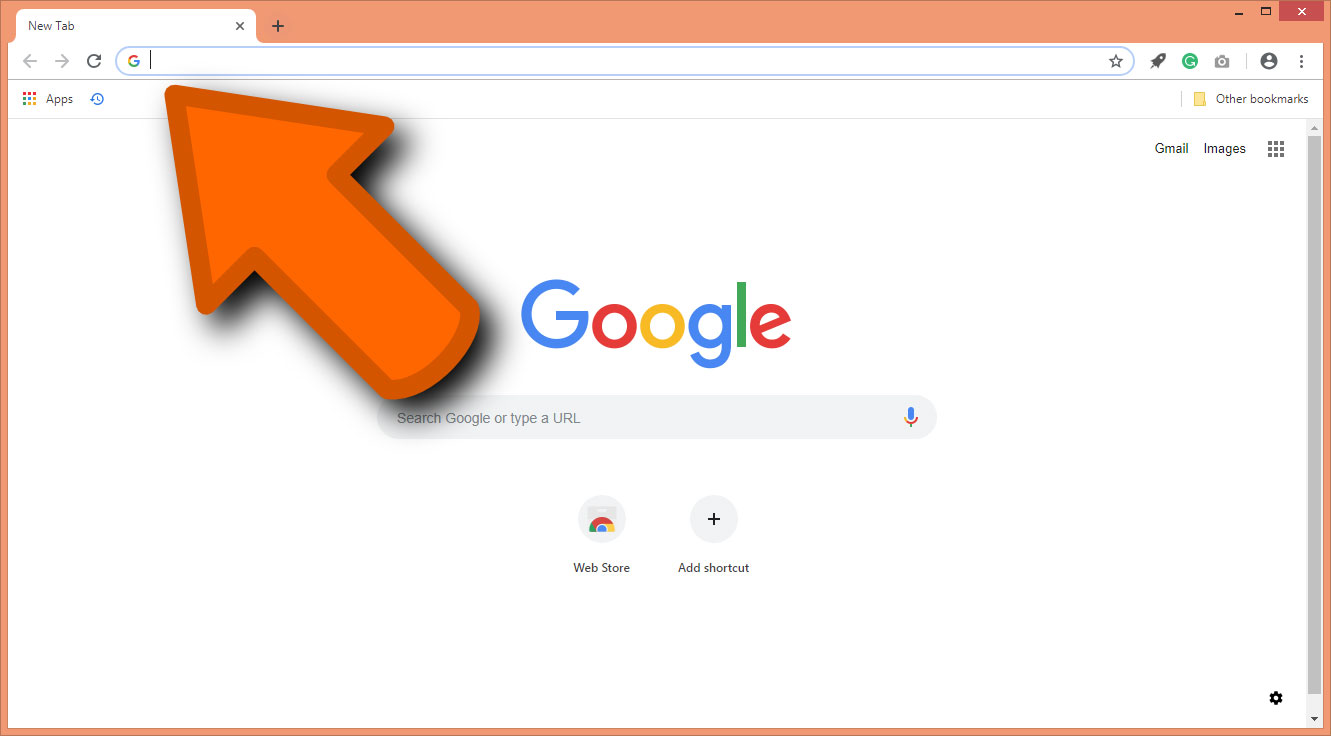 New Tab
Apps
Other bookmarks
Gmail Images
Google
Search Google or type a URL
Web Store Add shortcut